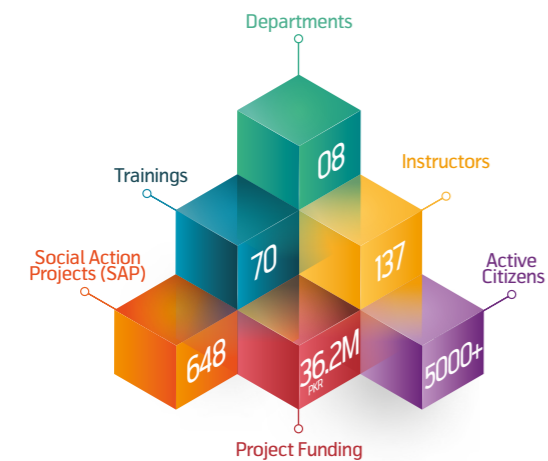 Departments
08
Trainings
Instructors
70
137
Social Action
Projects (SAP)
Active
Citizens
648
36.2M
PKR
5000+
Project Funding